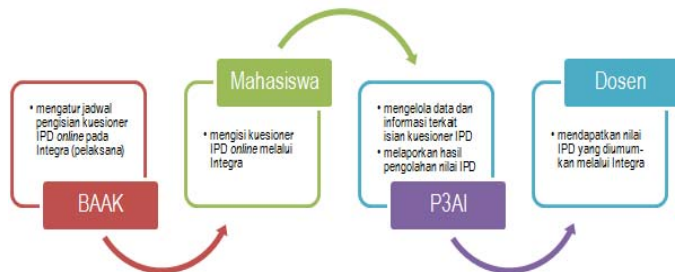 • mengatur jadwal
pengisian kuesioner
IPD online pada
Integra (pelaksana)
BAAK
Mahasiswa
• mengisi kuesioner
IPD online melalui
Integra
• mengelola data dan
informasi terkait
isian kuesioner IPD
• melaporkan hasil
pengolahan nilai IPD
P3AI
Dosen
• mendapatkan nilai
IPD yang diumum-
kan melalui Integra